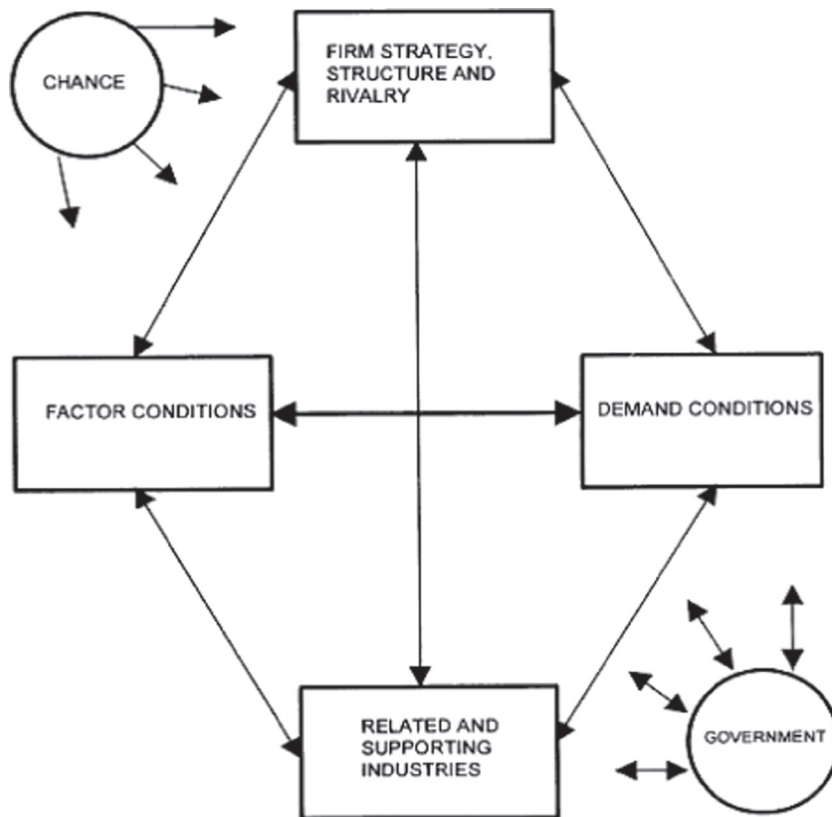 CHANCE
FIRM STRATEGY,
STRUCTURE AND
RIVALRY
FACTOR CONDITIONS
DEMAND CONDITIONS
RELATED AND
SUPPORTING
INDUSTRIES
GOVERNMENT